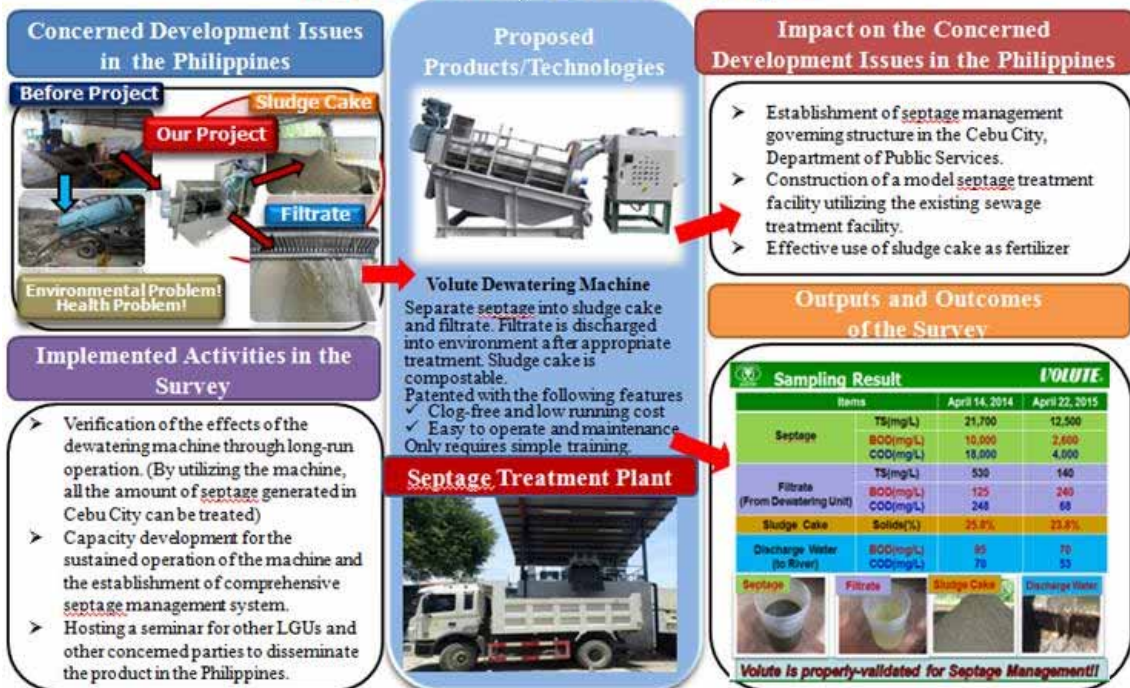 Concerned Development Issues
in the Philippines
Before Project
Sludge Cake
Our Project
Filtrate
Environmental Problem!
Health Problem!
Implemented Activities in the
Survey
➢ Verification of the effects of the
dewatering machine through long-run
operation. (By utilizing the machine,
all the amount of septage generated in
Cebu City can be treated)
➢ Capacity development for the
sustained operation of the machine and
the establishment of comprehensive
septage management system.
➢ Hosting a seminar for other LGUs and
other concerned parties to disseminate
the product in the Philippines.
Proposed
Products/Technologies
Volute Dewatering Machine
Separate septage into sludge cake
and filtrate. Filtrate is discharged
into environment after appropriate
treatment. Sludge cake is
compostable.
Patented with the following features
✓ Clog-free and low running cost
✓ Easy to operate and maintenance
Only requires simple training.
Septage Treatment Plant
Impact on the Concerned
Development Issues in the Philippines
➢ Establishment of septage management
governing structure in the Cebu City,
Department of Public Services.
➢ Construction of a model septage treatment
facility utilizing the existing sewage
treatment facility.
➢ Effective use of sludge cake as fertilizer
Outputs and Outcomes
of the Survey
Sampling Result VOLUTE
Items April 14, 2014 April 22, 2015
Septage TS(mg/L) 21,700 12,500
BOD(mg/L) 10,000 2,600
COD(mg/L) 18,000 4,000
Filtrate (From Dewatering Unit) TS(mg/L) 530 140
BOD(mg/L) 125 240
COD(mg/L) 248 68
Sludge Cake Solids(%) 25.8% 23.8%
Discharge Water (to River) BOD(mg/L) 95 70
COD(mg/L) 70 53
Septage Filtrate Sludge Cake Discharge Water
Volute is properly-validated for Septage Management!!